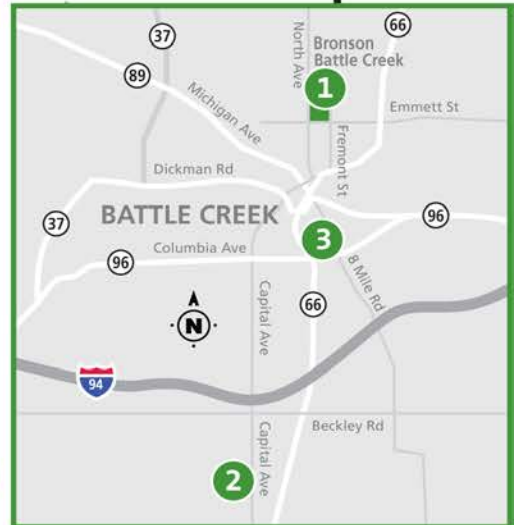 66
37
North Ave
Bronson
Battle Creek
89
1
Michigan Ave
Emmett St
Fremont St
Dickman Rd
BATTLE CREEK
96
37
3
Columbia Ave
96
8 Mile Rd
66
N
Capital Ave
94
Beckley Rd
Capital Ave
2